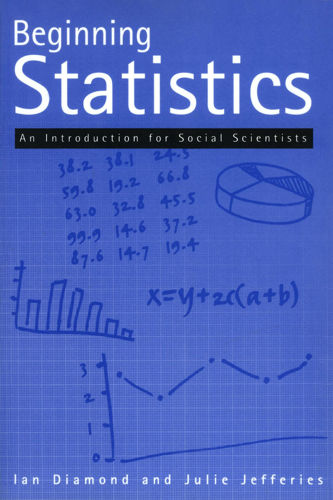 Beginning
Statistics
An Introduction for Social Scientists
38.2 38.1 24.5
59.8 19.2 66.8
63.0 32.8 45.5
99.9 14.6 37.2
87.6 14.7 19.4
x=y+2c(a+b)
3
2
1
0
Ian Diamond and Julie Jefferies